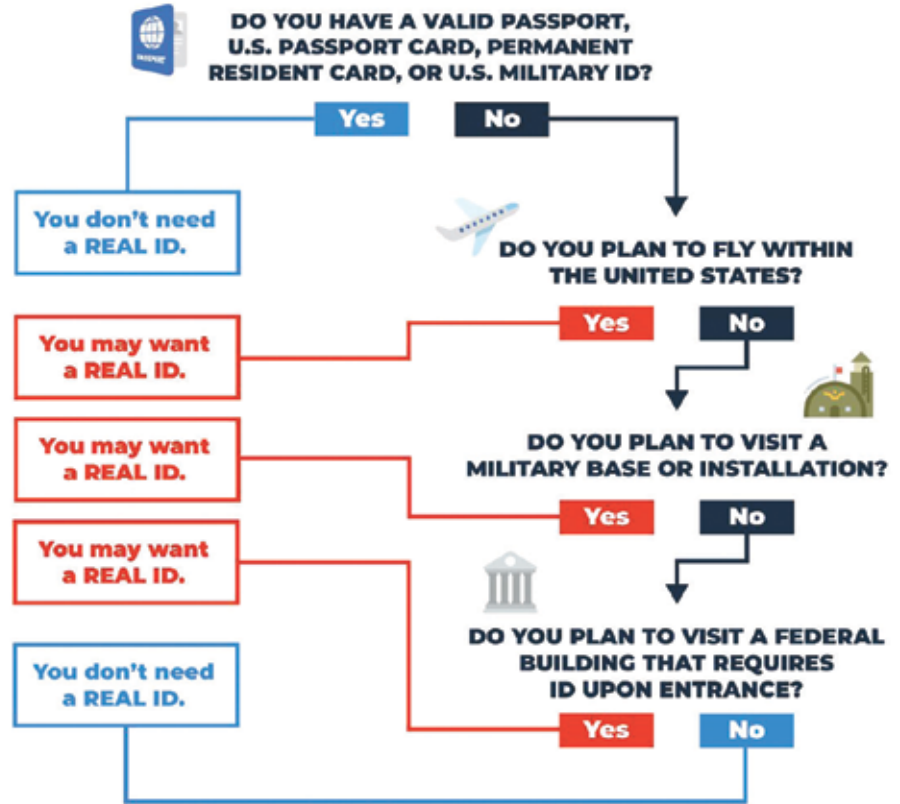 DO YOU HAVE A VALID PASSPORT,
U.S. PASSPORT CARD, PERMANENT
RESIDENT CARD, OR U.S. MILITARY ID?
PASSPORT
Yes
No
You don't need
a REAL ID.
DO YOU PLAN TO FLY WITHIN
THE UNITED STATES?
Yes
No
You may want
a REAL ID.
DO YOU PLAN TO VISIT A
MILITARY BASE OR INSTALLATION?
Yes
No
You may want
a REAL ID.
DO YOU PLAN TO VISIT A FEDERAL
BUILDING THAT REQUIRES
ID UPON ENTRANCE?
Yes
No
You may want
a REAL ID.
You don't need
a REAL ID.